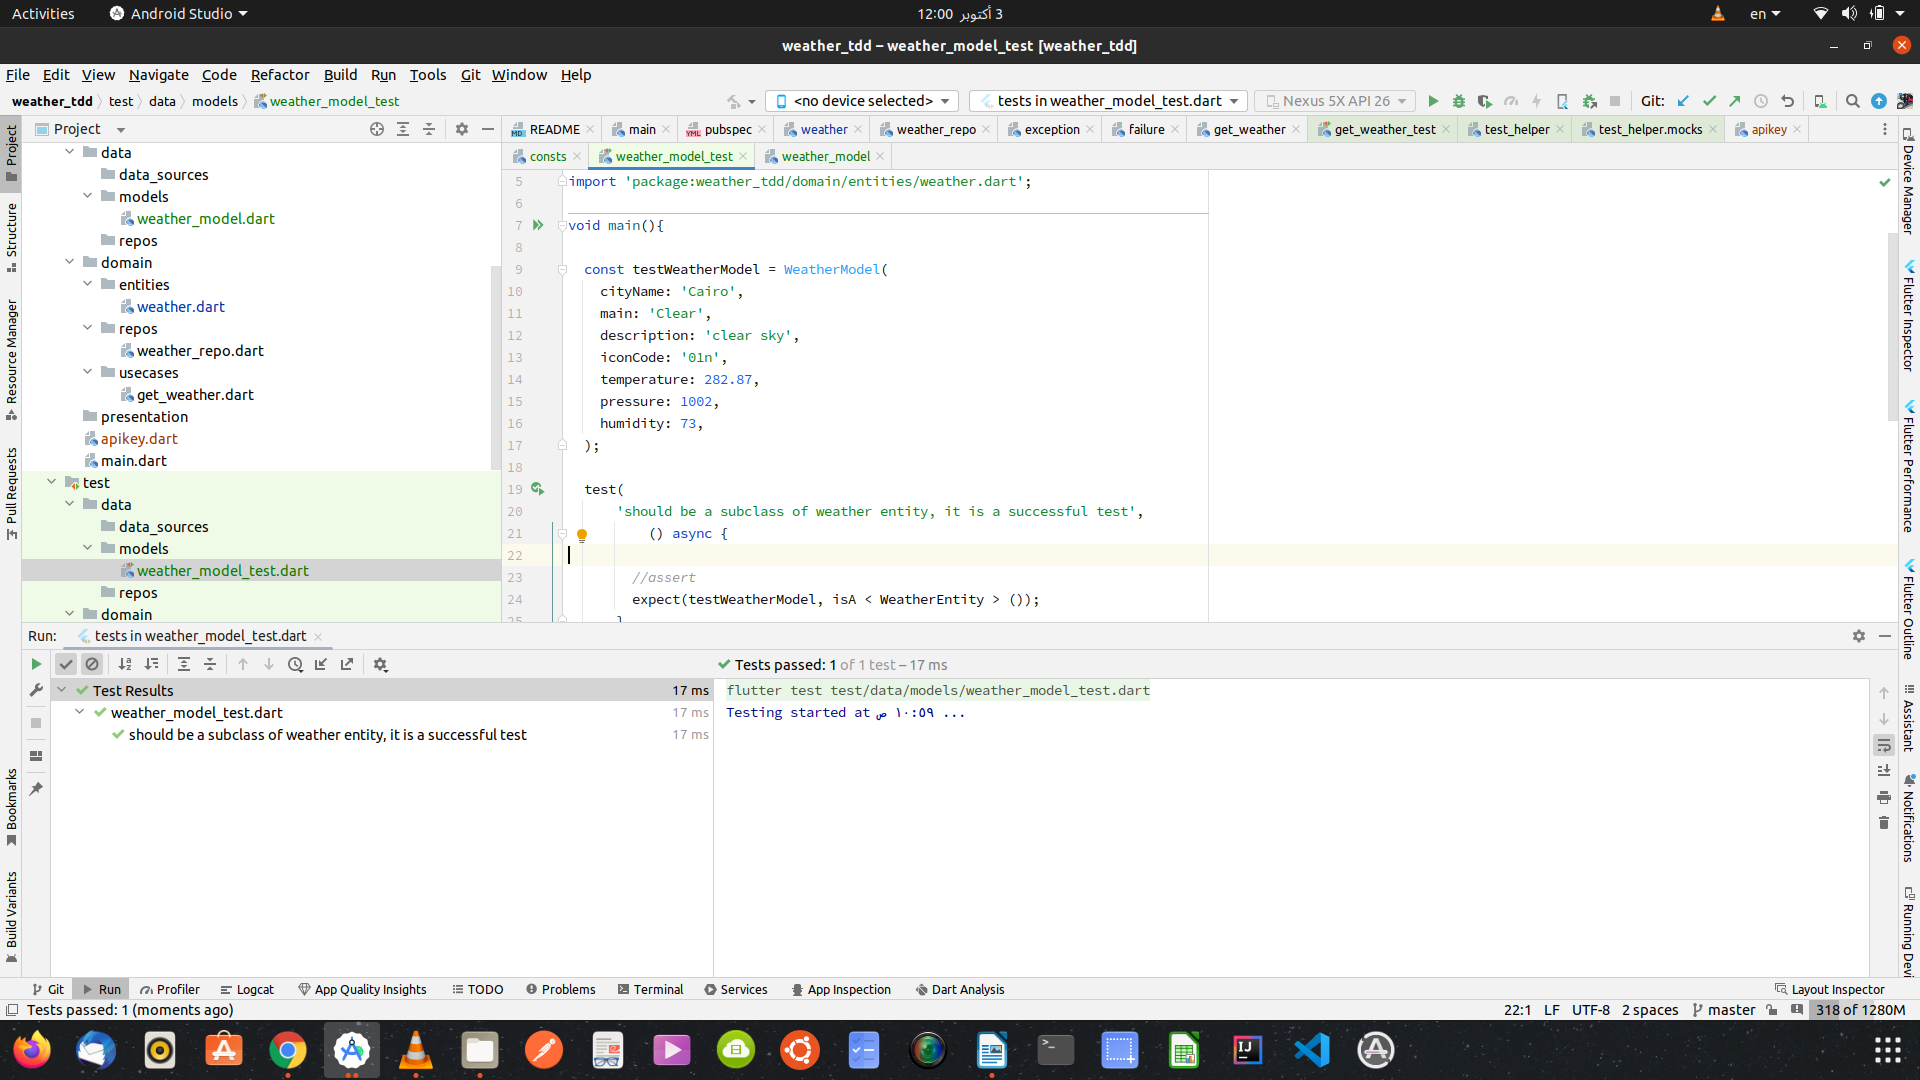 Activities
Android Studio
3 أكتوبر 12:00
en
weather_tdd – weather_model_test [weather_tdd]
File Edit View Navigate Code Refactor Build Run Tools Git Window Help
weather_tdd test data models weather_model_test
<no device selected>
tests in weather_model_test.dart
Nexus 5X API 26
Git:
Project
README main pubspec weather weather_repo exception failure get_weather get_weather_test test_helper test_helper.mocks apikey
consts weather_model_test weather_model
data
data_sources
models
weather_model.dart
repos
domain
entities
weather.dart
repos
weather_repo.dart
usecases
get_weather.dart
presentation
apikey.dart
main.dart
test
data
data_sources
models
weather_model_test.dart
repos
domain
5 import 'package:weather_tdd/domain/entities/weather.dart';
6
7 void main(){
8
9 const testWeatherModel = WeatherModel(
10 cityName: 'Cairo',
11 main: 'Clear',
12 description: 'clear sky',
13 iconCode: '01n',
14 temperature: 282.87,
15 pressure: 1002,
16 humidity: 73,
17 );
18
19 test(
20 'should be a subclass of weather entity, it is a successful test',
21 () async {
22
23 //assert
24 expect(testWeatherModel, isA < WeatherEntity > ());
25 }
Project
Structure
Resource Manager
Pull Requests
Bookmarks
Build Variants
Device Manager
Flutter Inspector
Flutter Performance
Flutter Outline
Assistant
Notifications
Running Devi
Run: tests in weather_model_test.dart
Tests passed: 1 of 1 test – 17 ms
Test Results 17 ms
weather_model_test.dart 17 ms
should be a subclass of weather entity, it is a successful test 17 ms
flutter test test/data/models/weather_model_test.dart
Testing started at ١٠:٥٩ ص ...
Git Run Profiler Logcat App Quality Insights TODO Problems Terminal Services App Inspection Dart Analysis Layout Inspector
Tests passed: 1 (moments ago)
22:1 LF UTF-8 2 spaces master 318 of 1280M